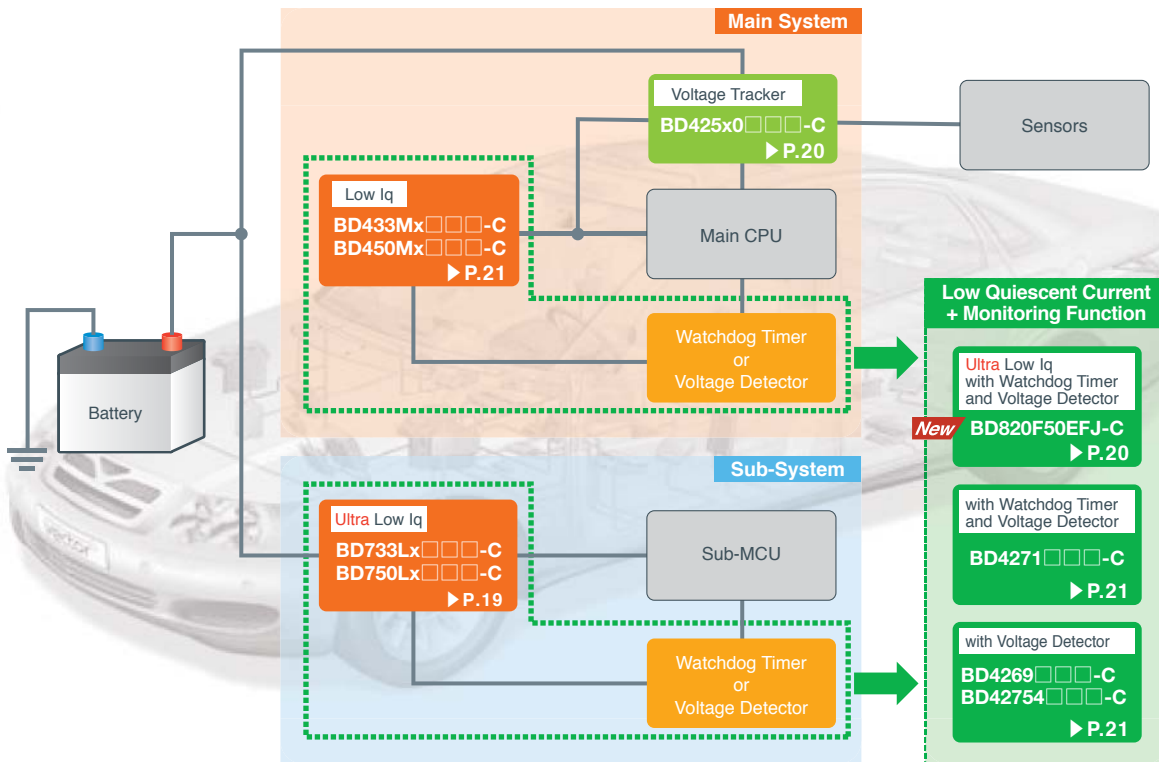 Main System
Voltage Tracker
BD425x0□□□-C
▶P.20
Sensors
Low Iq
BD433Mx□□□-C
BD450Mx□□□-C
▶P.21
Main CPU
Watchdog Timer
or
Voltage Detector
Battery
Sub-System
Ultra Low Iq
BD733Lx□□□-C
BD750Lx□□□-C
▶P.19
Sub-MCU
Watchdog Timer
or
Voltage Detector
Low Quiescent Current
+ Monitoring Function
Ultra Low Iq
with Watchdog Timer
and Voltage Detector
New
BD820F50EFJ-C
▶P.20
with Watchdog Timer
and Voltage Detector
BD4271□□□-C
▶P.21
with Voltage Detector
BD4269□□□-C
BD42754□□□-C
▶P.21